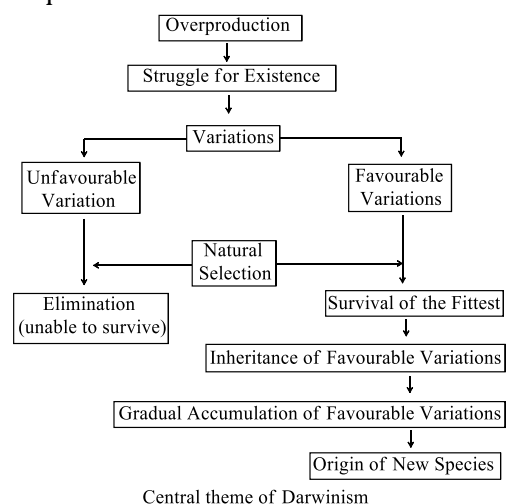 Overproduction
Struggle for Existence
Variations
Unfavourable
Variation
Favourable
Variations
Natural
Selection
Elimination
(unable to survive)
Survival of the Fittest
Inheritance of Favourable Variations
Gradual Accumulation of Favourable Variations
Origin of New Species
Central theme of Darwinism